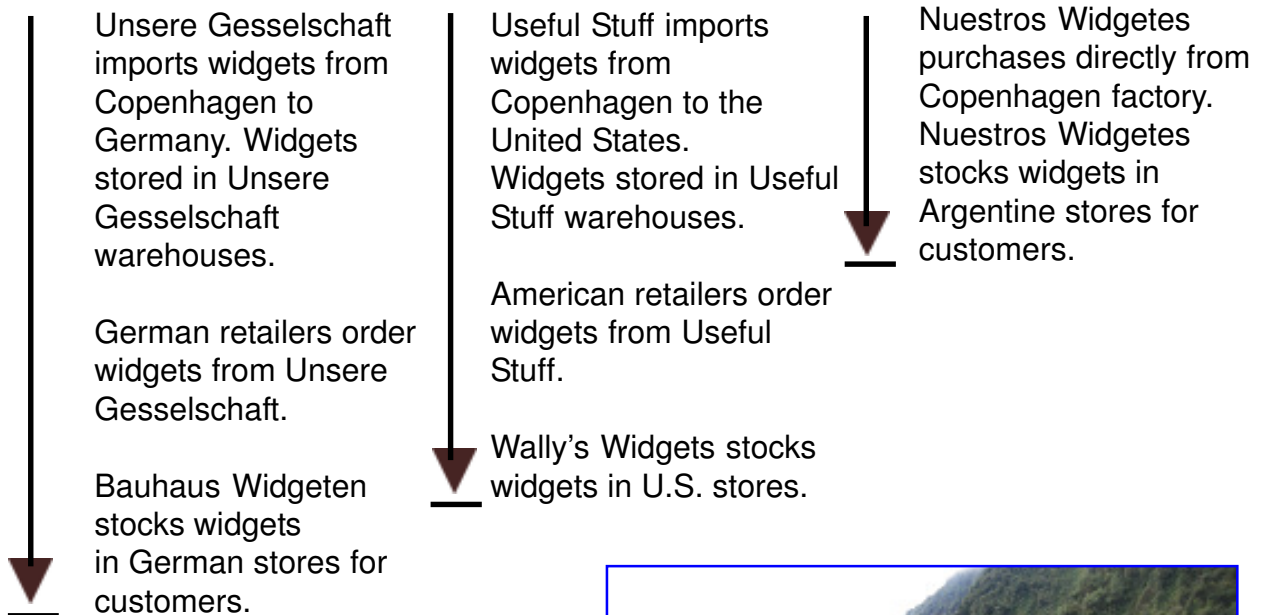 Unsere Gesselschaft
imports widgets from
Copenhagen to
Germany. Widgets
stored in Unsere
Gesselschaft
warehouses.
German retailers order
widgets from Unsere
Gesselschaft.
Bauhaus Widgeten
stocks widgets
in German stores for
customers.
Useful Stuff imports
widgets from
Copenhagen to the
United States.
Widgets stored in Useful
Stuff warehouses.
American retailers order
widgets from Useful
Stuff.
Wally's Widgets stocks
widgets in U.S. stores.
Nuestros Widgetes
purchases directly from
Copenhagen factory.
Nuestros Widgetes
stocks widgets in
Argentine stores for
customers.